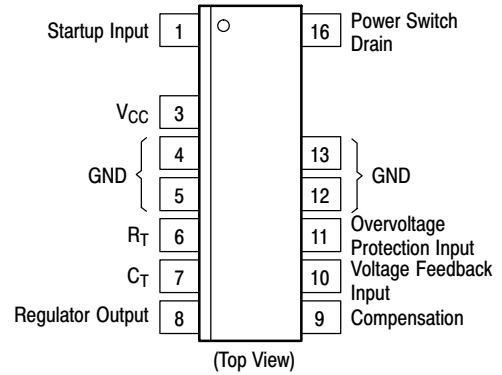 Startup Input 1
16 Power Switch
Drain
VCC 3
4
13
GND
GND
5
12
RT 6
11 Overvoltage
Protection Input
CT 7
10 Voltage Feedback
Input
Regulator Output 8
9 Compensation
(Top View)